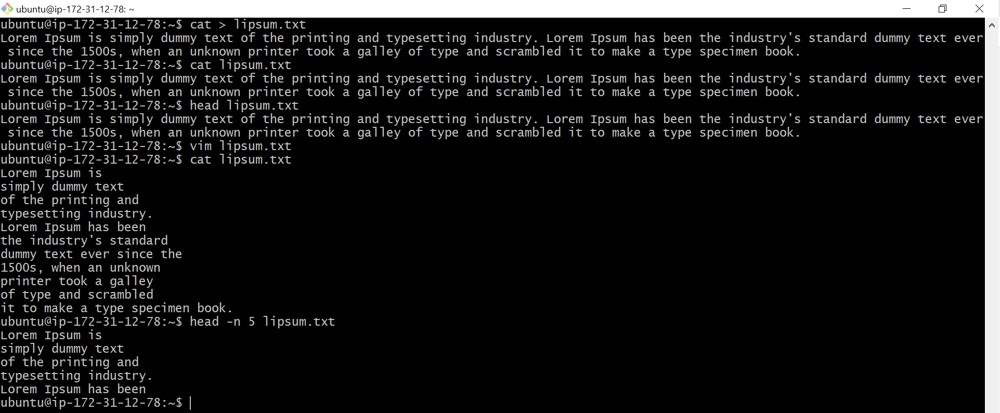 ubuntu@ip-172-31-12-78: ~
ubuntu@ip-172-31-12-78:~$ cat > lipsum.txt
Lorem Ipsum is simply dummy text of the printing and typesetting industry. Lorem Ipsum has been the industry's standard dummy text ever
 since the 1500s, when an unknown printer took a galley of type and scrambled it to make a type specimen book.
ubuntu@ip-172-31-12-78:~$ cat lipsum.txt
Lorem Ipsum is simply dummy text of the printing and typesetting industry. Lorem Ipsum has been the industry's standard dummy text ever
 since the 1500s, when an unknown printer took a galley of type and scrambled it to make a type specimen book.
ubuntu@ip-172-31-12-78:~$ head lipsum.txt
Lorem Ipsum is simply dummy text of the printing and typesetting industry. Lorem Ipsum has been the industry's standard dummy text ever
 since the 1500s, when an unknown printer took a galley of type and scrambled it to make a type specimen book.
ubuntu@ip-172-31-12-78:~$ vim lipsum.txt
ubuntu@ip-172-31-12-78:~$ cat lipsum.txt
Lorem Ipsum is
simply dummy text
of the printing and
typesetting industry.
Lorem Ipsum has been
the industry's standard
dummy text ever since the
1500s, when an unknown
printer took a galley
of type and scrambled
it to make a type specimen book.
ubuntu@ip-172-31-12-78:~$ head -n 5 lipsum.txt
Lorem Ipsum is
simply dummy text
of the printing and
typesetting industry.
Lorem Ipsum has been
ubuntu@ip-172-31-12-78:~$